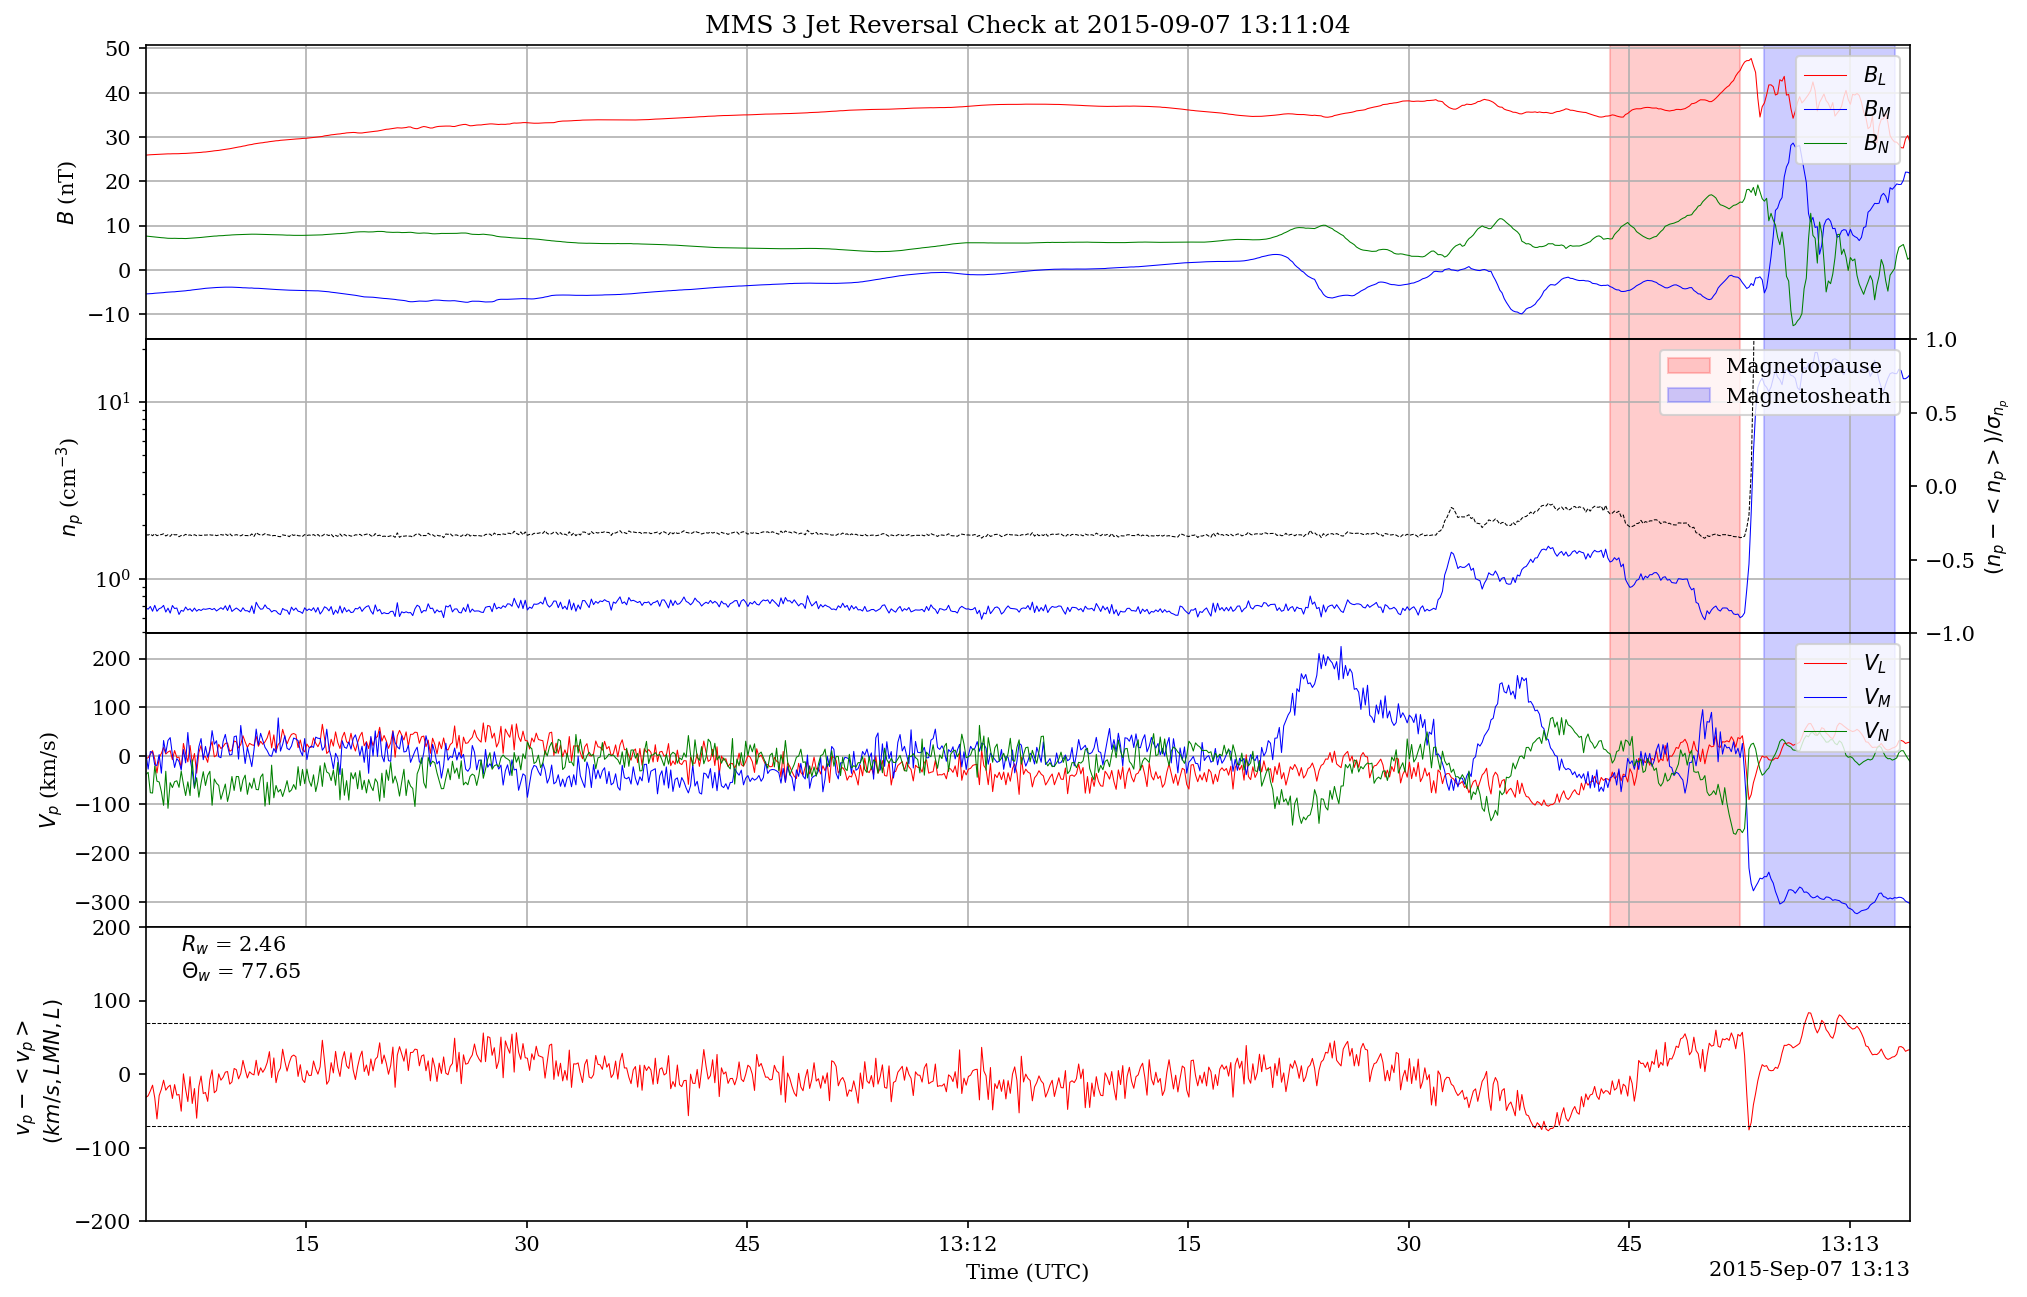 MMS 3 Jet Reversal Check at 2015-09-07 13:11:04
50
40
30
20
10
0
−10
B (nT)
B_L
B_M
B_N
10^1
10^0
n_p (cm^{−3})
Magnetopause
Magnetosheath
1.0
0.5
0.0
−0.5
−1.0
(n_p − < n_p >)/σ_{n_p}
200
100
0
−100
−200
−300
V_p (km/s)
V_L
V_M
V_N
200
100
0
−100
−200
v_p − < v_p >
(km/s, LMN, L)
R_w = 2.46
Θ_w = 77.65
15 30 45 13:12 15 30 45 13:13
Time (UTC)
2015-Sep-07 13:13